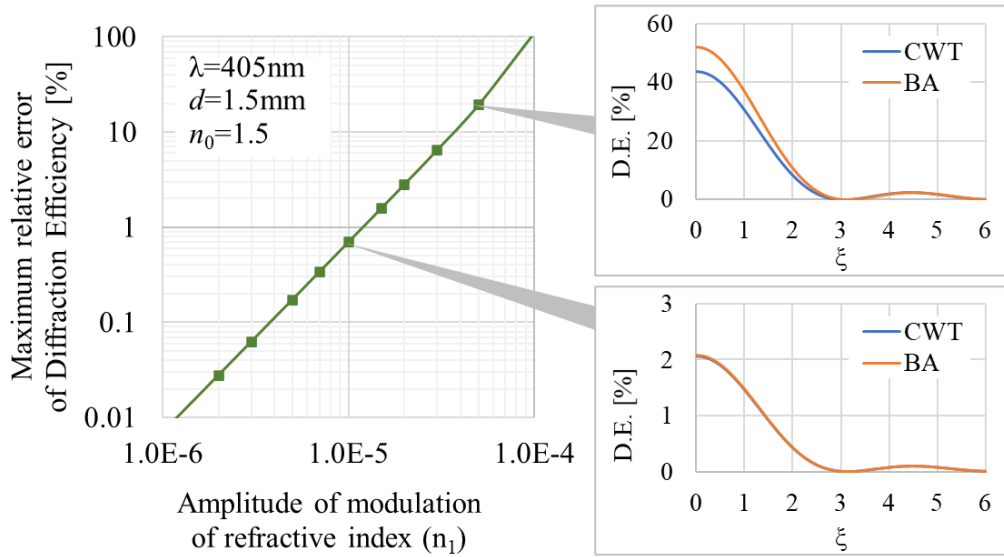 Maximum relative error
of Diffraction Efficiency [%]
100
10
1
0.1
0.01
λ=405nm
d=1.5mm
n₀=1.5
1.0E-6 1.0E-5 1.0E-4
Amplitude of modulation
of refractive index (n₁)
D.E. [%]
60
40
20
0
CWT
BA
0 1 2 3 4 5 6
ξ
D.E. [%]
3
2
1
0
CWT
BA
0 1 2 3 4 5 6
ξ